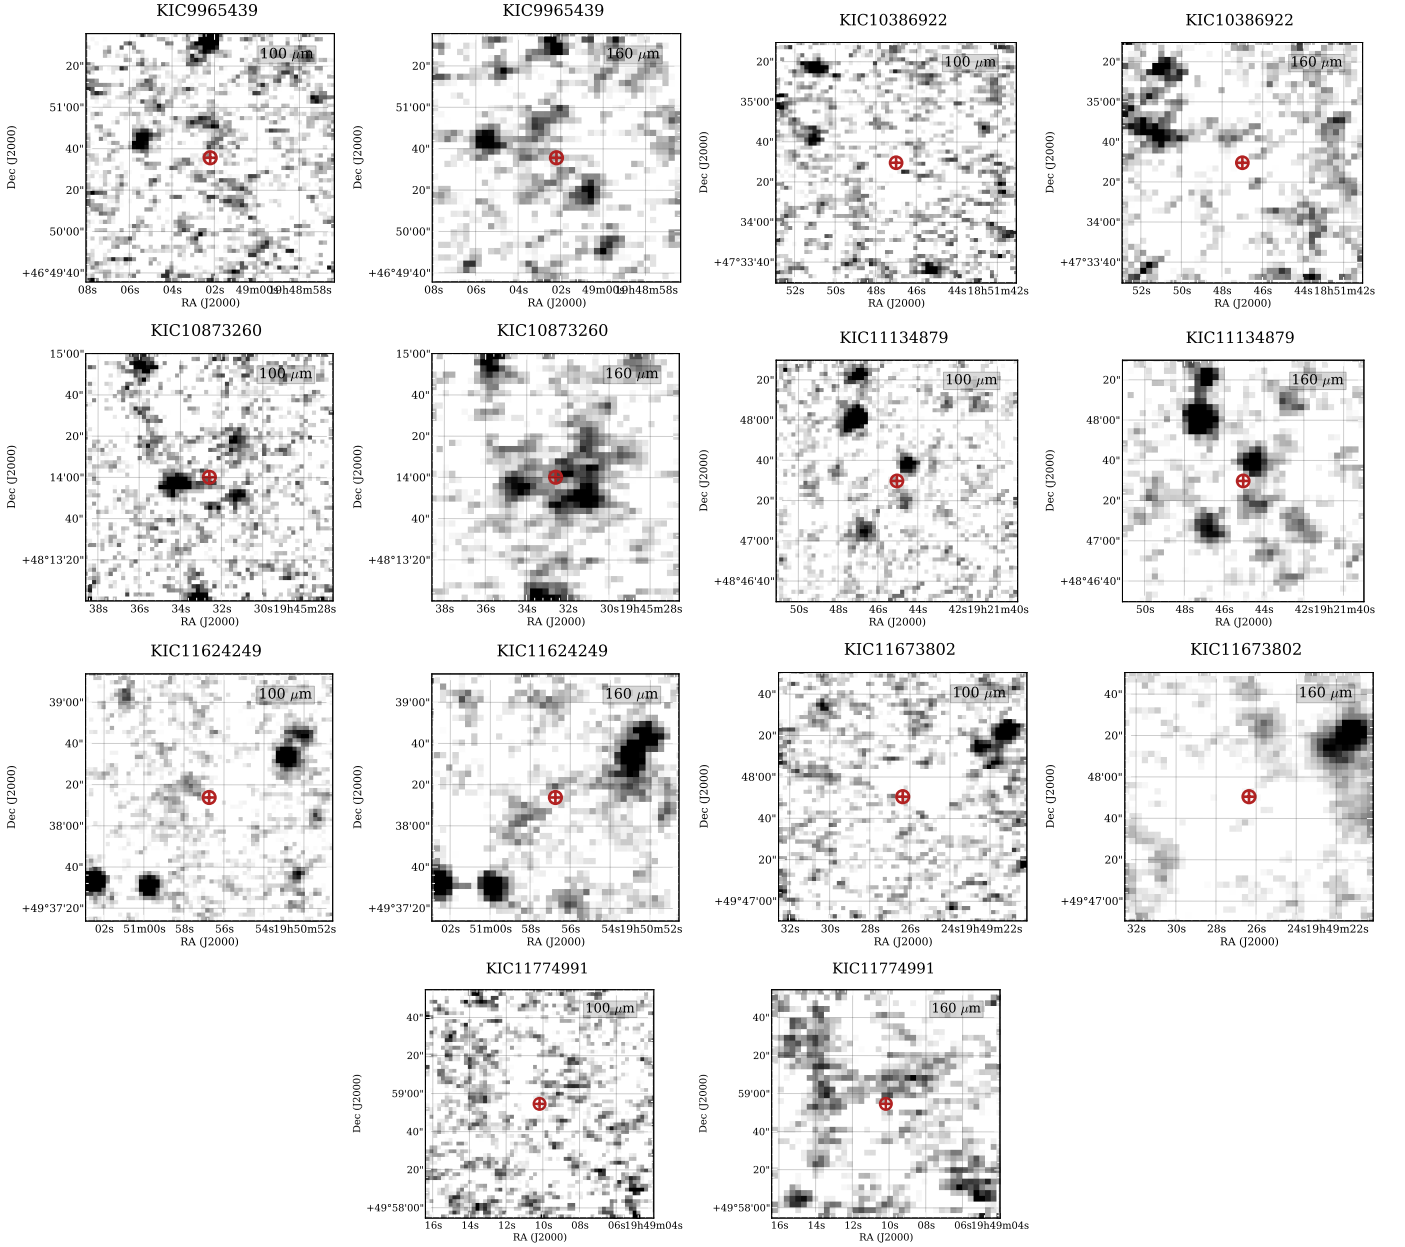 KIC9965439 KIC9965439 KIC10386922 KIC10386922
100 μm 160 μm 100 μm 160 μm
Dec (J2000) Dec (J2000) Dec (J2000) Dec (J2000)
20" 51'00" 40" 20" 50'00" +46°49'40"
08s 06s 04s 02s 49m00s 19h48m58s
RA (J2000)
20" 51'00" 40" 20" 50'00" +46°49'40"
08s 06s 04s 02s 49m00s 19h48m58s
RA (J2000)
20" 35'00" 40" 20" 34'00" +47°33'40"
52s 50s 48s 46s 44s 18h51m42s
RA (J2000)
20" 35'00" 40" 20" 34'00" +47°33'40"
52s 50s 48s 46s 44s 18h51m42s
RA (J2000)
KIC10873260 KIC10873260 KIC11134879 KIC11134879
100 μm 160 μm 100 μm 160 μm
Dec (J2000) Dec (J2000) Dec (J2000) Dec (J2000)
15'00" 40" 20" 14'00" 40" +48°13'20"
38s 36s 34s 32s 30s 19h45m28s
RA (J2000)
15'00" 40" 20" 14'00" 40" +48°13'20"
38s 36s 34s 32s 30s 19h45m28s
RA (J2000)
20" 48'00" 40" 20" 47'00" +48°46'40"
50s 48s 46s 44s 42s 19h21m40s
RA (J2000)
20" 48'00" 40" 20" 47'00" +48°46'40"
50s 48s 46s 44s 42s 19h21m40s
RA (J2000)
KIC11624249 KIC11624249 KIC11673802 KIC11673802
100 μm 160 μm 100 μm 160 μm
Dec (J2000) Dec (J2000) Dec (J2000) Dec (J2000)
39'00" 40" 20" 38'00" 40" +49°37'20"
02s 51m00s 58s 56s 54s 19h50m52s
RA (J2000)
39'00" 40" 20" 38'00" 40" +49°37'20"
02s 51m00s 58s 56s 54s 19h50m52s
RA (J2000)
40" 20" 48'00" 40" 20" +49°47'00"
32s 30s 28s 26s 24s 19h49m22s
RA (J2000)
40" 20" 48'00" 40" 20" +49°47'00"
32s 30s 28s 26s 24s 19h49m22s
RA (J2000)
KIC11774991 KIC11774991
100 μm 160 μm
Dec (J2000) Dec (J2000)
40" 20" 59'00" 40" 20" +49°58'00"
16s 14s 12s 10s 08s 06s 19h49m04s
RA (J2000)
40" 20" 59'00" 40" 20" +49°58'00"
16s 14s 12s 10s 08s 06s 19h49m04s
RA (J2000)